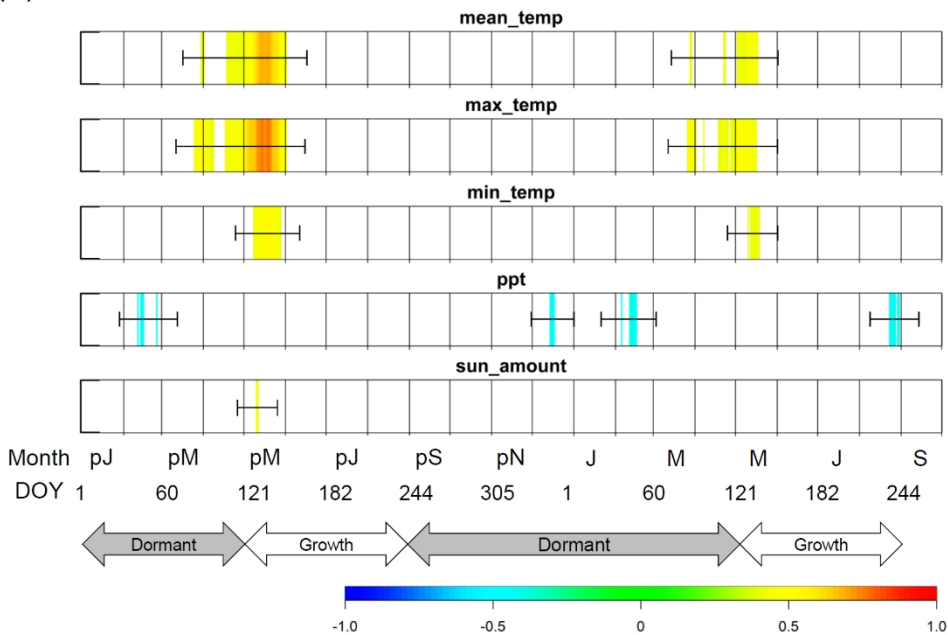 mean_temp
max_temp
min_temp
ppt
sun_amount
Month pJ pM pM pJ pS pN J M M J S
DOY 1 60 121 182 244 305 1 60 121 182 244
Dormant Growth Dormant Growth
-1.0 -0.5 0 0.5 1.0